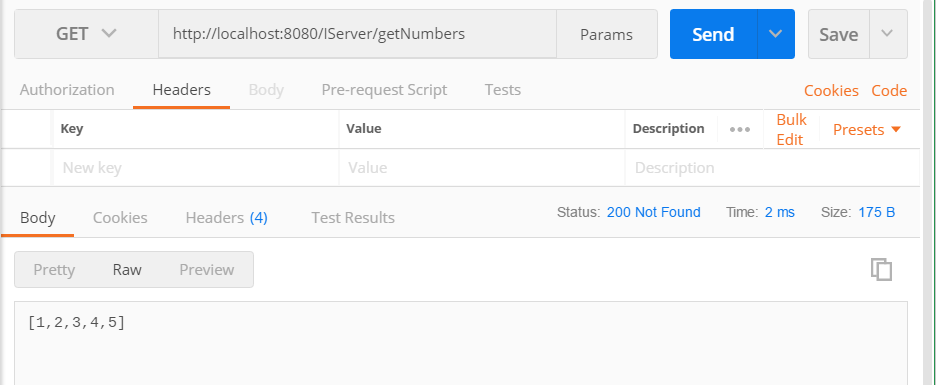 GET http://localhost:8080/IServer/getNumbers Params Send Save
Authorization Headers Body Pre-request Script Tests Cookies Code
Key Value Description ••• Bulk Edit Presets
New key Value Description
Body Cookies Headers (4) Test Results Status: 200 Not Found Time: 2 ms Size: 175 B
Pretty Raw Preview
[1,2,3,4,5]